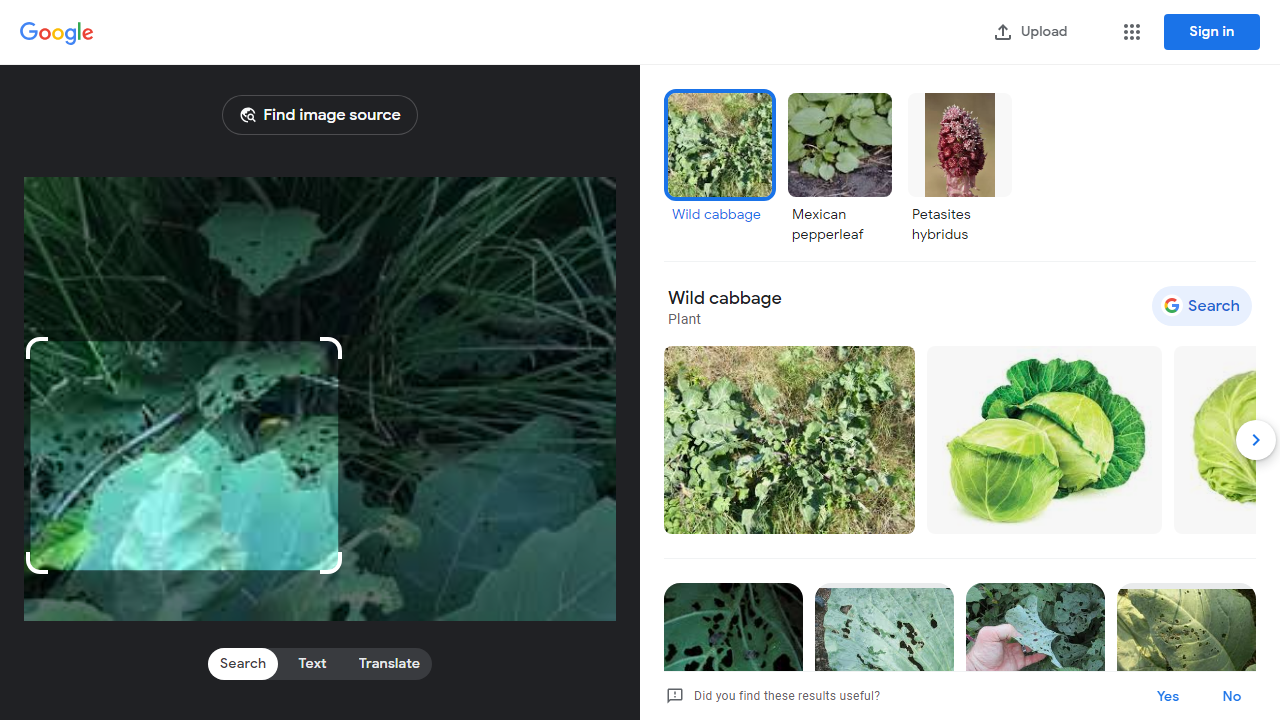 Google
Upload
Sign in
Find image source
Wild cabbage
Mexican
pepperleaf
Petasites
hybridus
Wild cabbage
Plant
Search
Search
Text
Translate
Did you find these results useful?
Yes
No